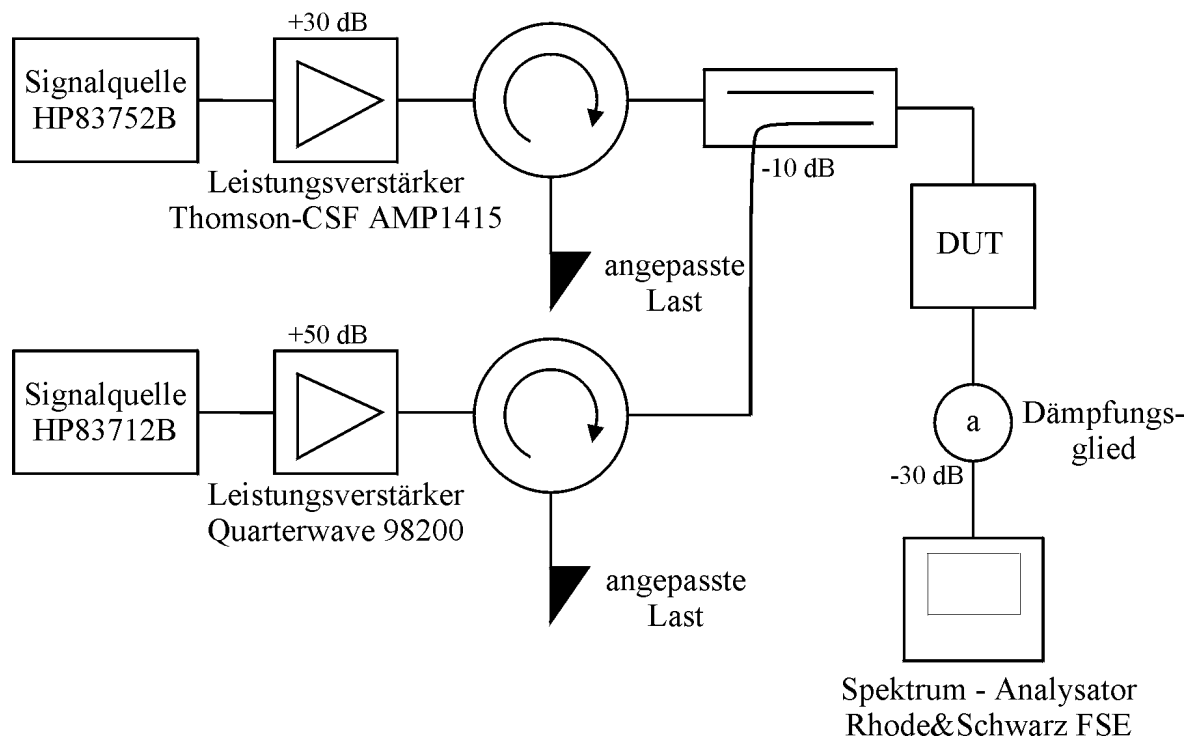 +30 dB
Signalquelle
HP83752B
-10 dB
Leistungsverstärker
Thomson-CSF AMP1415
DUT
angepasste
Last
+50 dB
Signalquelle
HP83712B
a
Dämpfungs-
glied
-30 dB
Leistungsverstärker
Quarterwave 98200
angepasste
Last
Spektrum - Analysator
Rhode&Schwarz FSE